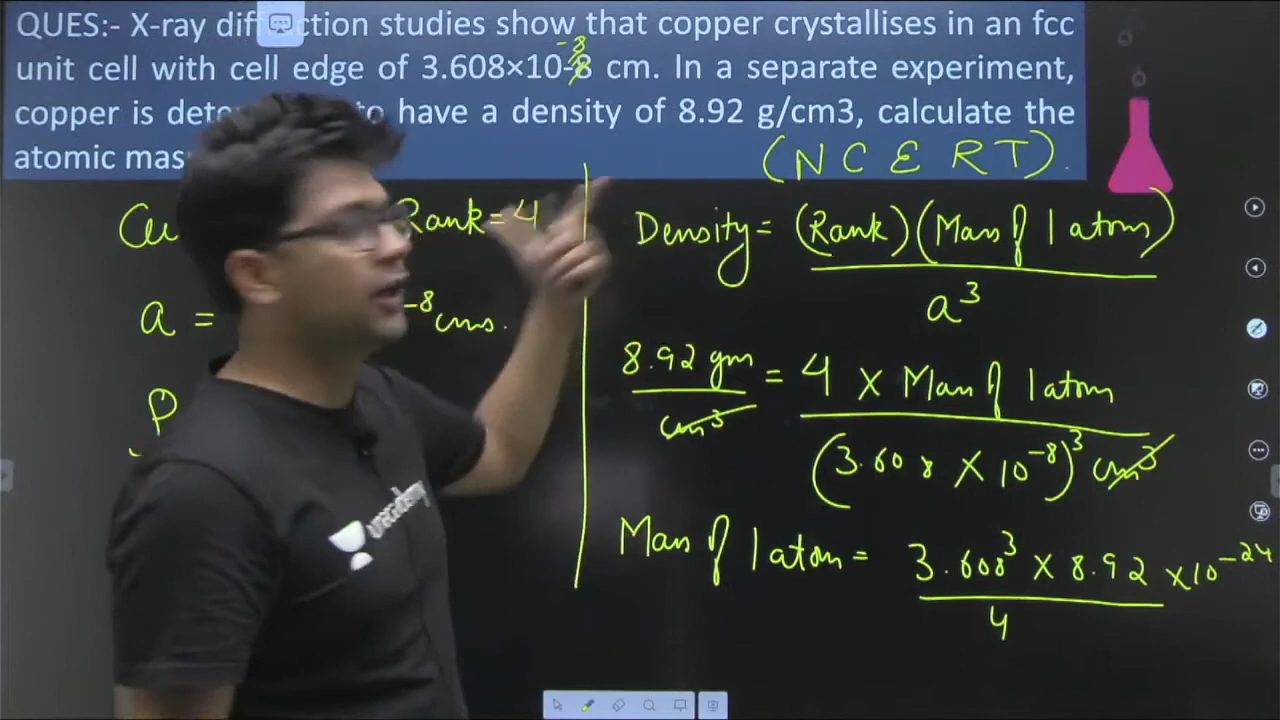 QUES:- X-ray diffraction studies show that copper crystallises in an fcc
unit cell with cell edge of 3.608×10-8 cm. In a separate experiment,
-8
copper is dete to have a density of 8.92 g/cm3, calculate the
atomic mas
(NCERT).
Cu Rank=4
a = -8 cms.
Density = (Rank)(Mass of 1 atom)
a³
8.92 gm = 4 × Mass of 1 atom
cm³ (3.608 × 10⁻⁸)³ cm³
Mass of 1 atom = 3.608³ × 8.92 × 10⁻²⁴
4
unacademy